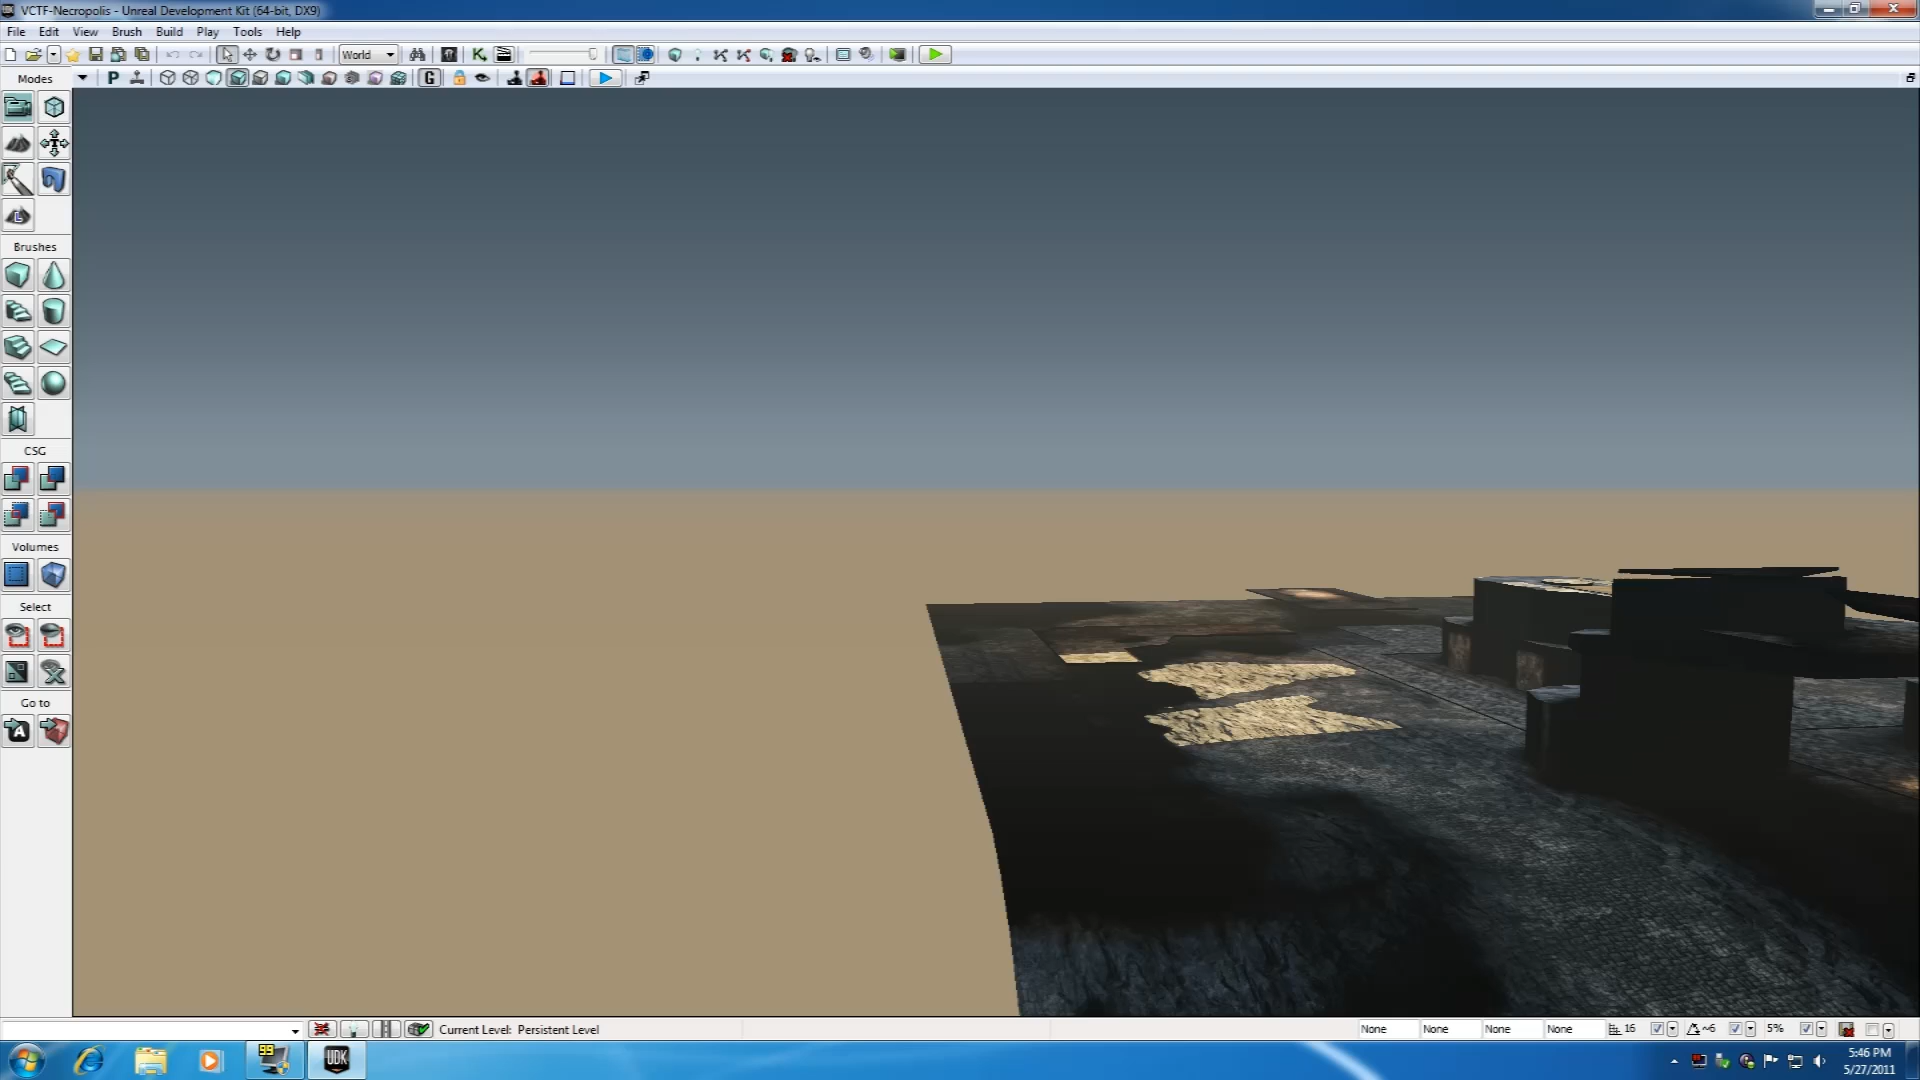 VCTF-Necropolis - Unreal Development Kit (64-bit, DX9)
File Edit View Brush Build Play Tools Help
World
Modes
P
G
Brushes
CSG
Volumes
Select
Go to
A
Current Level: Persistent Level
None None None None 16 ~6 5%
99
UDK
5:46 PM
5/27/2011